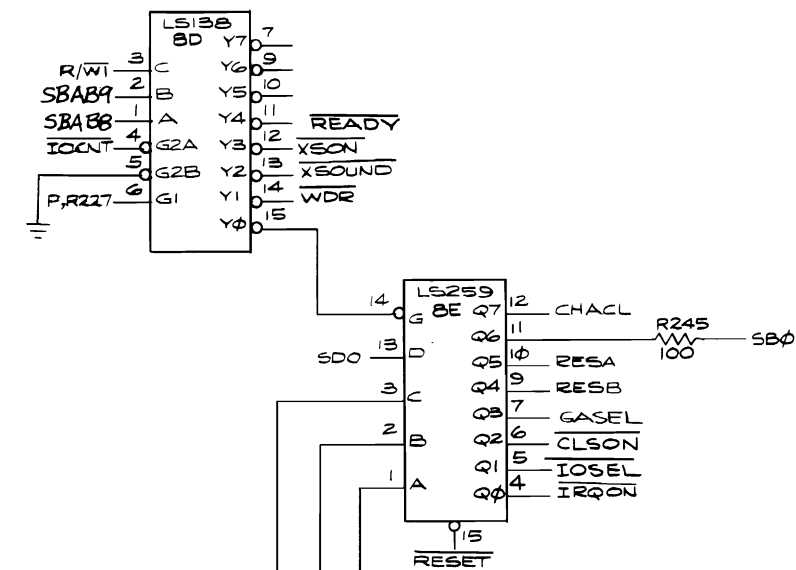 LS138
8D
R/W̅1̅ 3 C Y7 7
SBAB9 2 B Y6 9
SBAB8 1 A Y5 10
IOCNT 4 G2A Y4 11 READY
5 G2B Y3 12 XSON
P,R227 6 G1 Y2 13 XSOUND
Y1 14 WDR
YØ 15
LS259
8E
14 G Q7 12 CHACL
SDO 13 D Q6 11 R245 100 SBØ
3 C Q5 1Ø RESA
2 B Q4 9 RESB
1 A Q3 7 GASEL
Q2 6 CLSON
Q1 5 IOSEL
QØ 4 IRQON
15
RESET